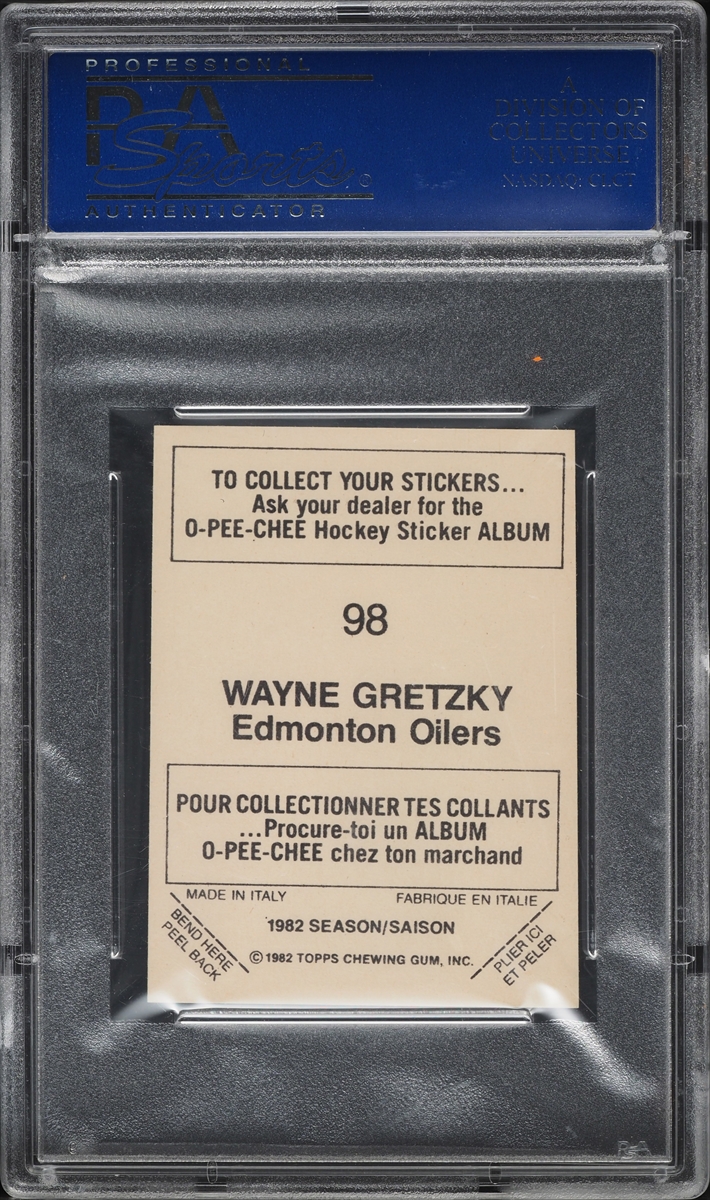 PROFESSIONAL
PSA
Sports
AUTHENTICATOR
A
DIVISION OF
COLLECTORS
UNIVERSE
NASDAQ: CLCT
TO COLLECT YOUR STICKERS...
Ask your dealer for the
O-PEE-CHEE Hockey Sticker ALBUM
98
WAYNE GRETZKY
Edmonton Oilers
POUR COLLECTIONNER TES COLLANTS
...Procure-toi un ALBUM
O-PEE-CHEE chez ton marchand
MADE IN ITALY
FABRIQUE EN ITALIE
1982 SEASON/SAISON
BEND HERE
PEEL BACK
© 1982 TOPPS CHEWING GUM, INC.
PLIER ICI
ET PELER
PSA